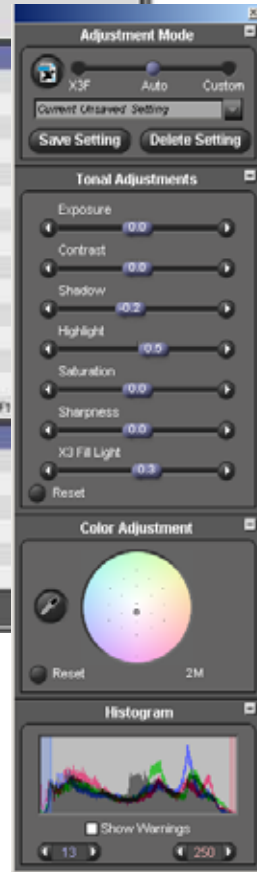 Adjustment Mode
X3F Auto Custom
Current Unsaved Setting
Save Setting Delete Setting
Tonal Adjustments
Exposure
0.0
Contrast
0.0
Shadow
-0.2
Highlight
0.5
Saturation
0.0
Sharpness
0.0
X3 Fill Light
0.3
Reset
Color Adjustment
Reset 2M
Histogram
Show Warnings
13 250